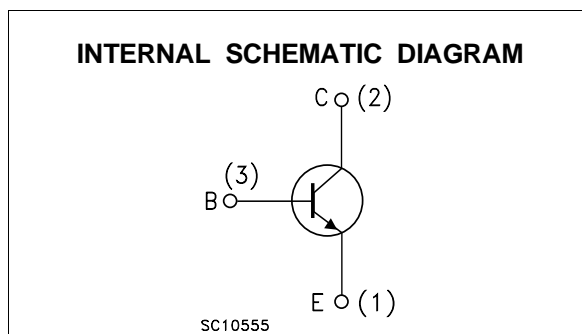 INTERNAL SCHEMATIC DIAGRAM
C (2)
(3)
B
E (1)
SC10555